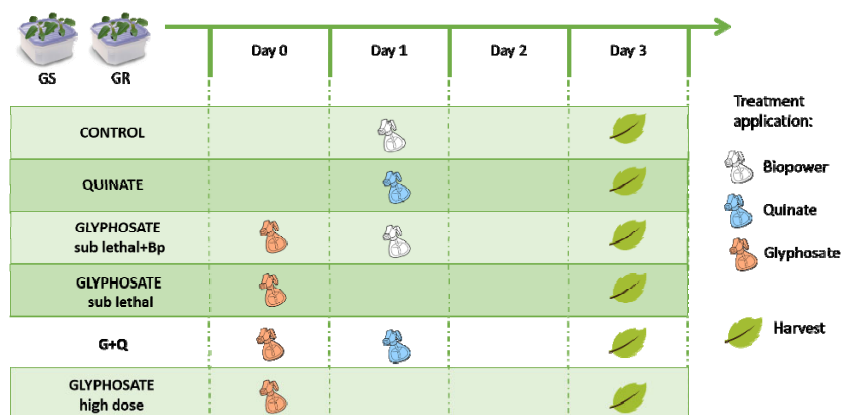 GS
GR
Day 0
Day 1
Day 2
Day 3
CONTROL
QUINATE
GLYPHOSATE
sub lethal+Bp
GLYPHOSATE
sub lethal
G+Q
GLYPHOSATE
high dose
Treatment
application:
Biopower
Quinate
Glyphosate
Harvest